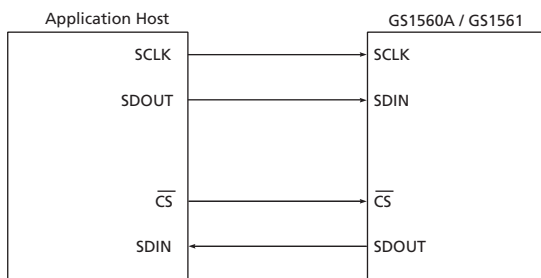 Application Host GS1560A / GS1561
SCLK SCLK
SDOUT SDIN
CS CS
SDIN SDOUT